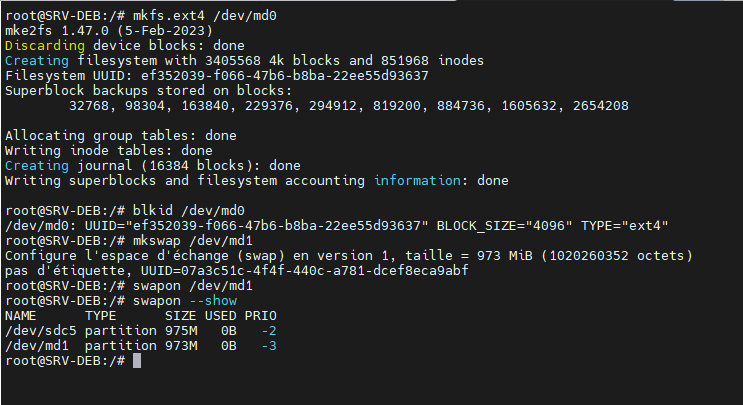 root@SRV-DEB:/# mkfs.ext4 /dev/md0
mke2fs 1.47.0 (5-Feb-2023)
Discarding device blocks: done
Creating filesystem with 3405568 4k blocks and 851968 inodes
Filesystem UUID: ef352039-f066-47b6-b8ba-22ee55d93637
Superblock backups stored on blocks:
        32768, 98304, 163840, 229376, 294912, 819200, 884736, 1605632, 2654208

Allocating group tables: done
Writing inode tables: done
Creating journal (16384 blocks): done
Writing superblocks and filesystem accounting information: done

root@SRV-DEB:/# blkid /dev/md0
/dev/md0: UUID="ef352039-f066-47b6-b8ba-22ee55d93637" BLOCK_SIZE="4096" TYPE="ext4"
root@SRV-DEB:/# mkswap /dev/md1
Configure l'espace d'échange (swap) en version 1, taille = 973 MiB (1020260352 octets)
pas d'étiquette, UUID=07a3c51c-4f4f-440c-a781-dcef8eca9abf
root@SRV-DEB:/# swapon /dev/md1
root@SRV-DEB:/# swapon --show
NAME      TYPE      SIZE USED PRIO
/dev/sdc5 partition 975M   0B   -2
/dev/md1  partition 973M   0B   -3
root@SRV-DEB:/#